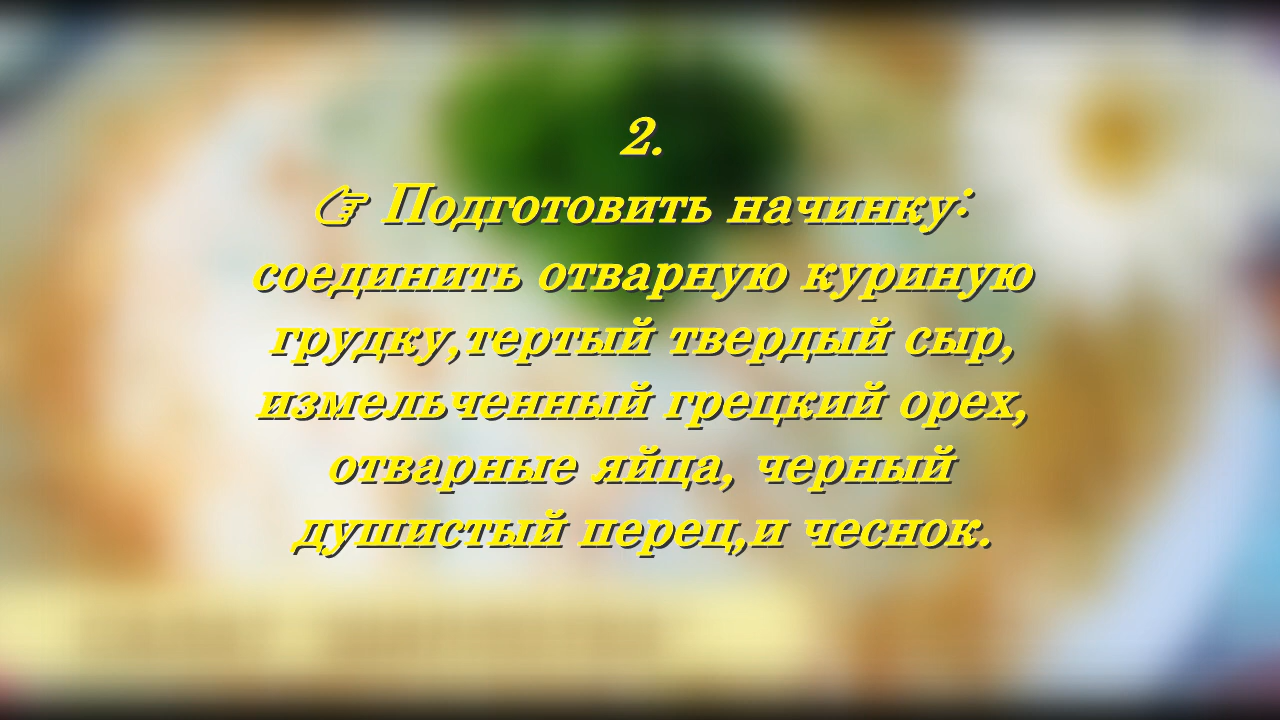 2.
👉 Подготовить начинку:
соединить отварную куриную
грудку,тертый твердый сыр,
измельченный грецкий орех,
отварные яйца, черный
душистый перец,и чеснок.